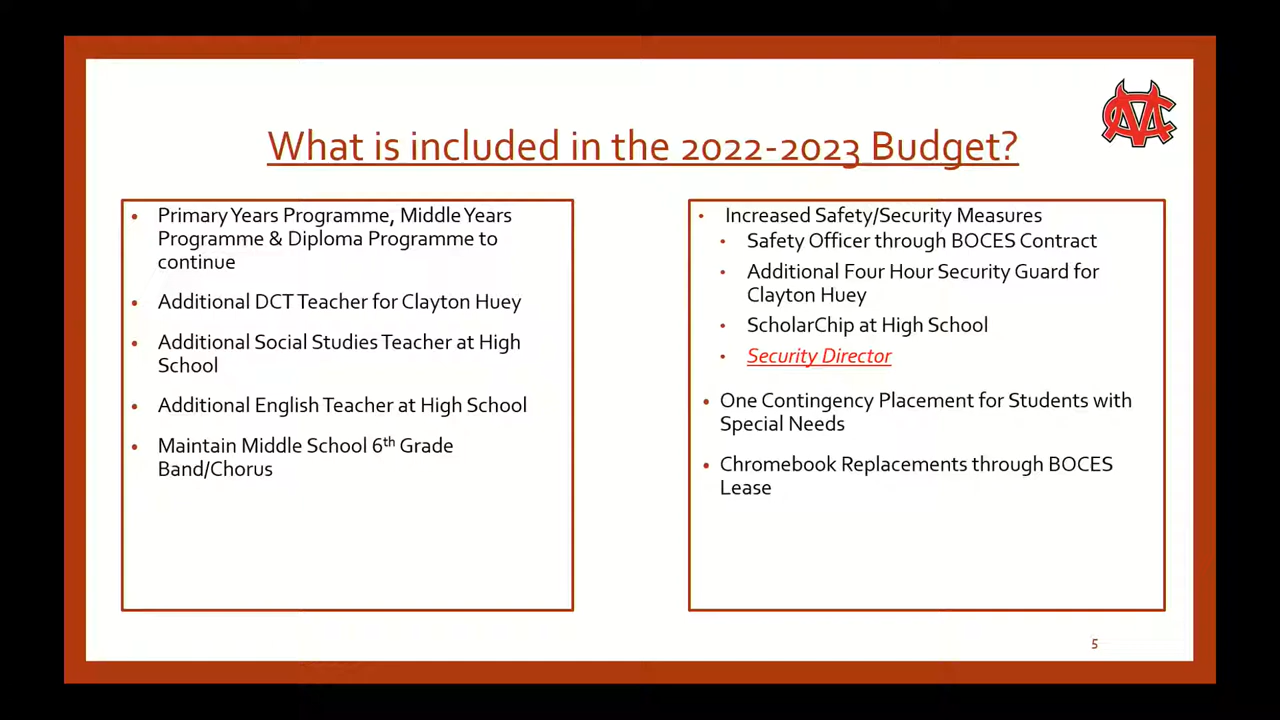 What is included in the 2022-2023 Budget?
• Primary Years Programme, Middle Years
Programme & Diploma Programme to
continue
• Additional DCT Teacher for Clayton Huey
• Additional Social Studies Teacher at High
School
• Additional English Teacher at High School
• Maintain Middle School 6th Grade
Band/Chorus
• Increased Safety/Security Measures
• Safety Officer through BOCES Contract
• Additional Four Hour Security Guard for
Clayton Huey
• ScholarChip at High School
• Security Director
• One Contingency Placement for Students with
Special Needs
• Chromebook Replacements through BOCES
Lease
5